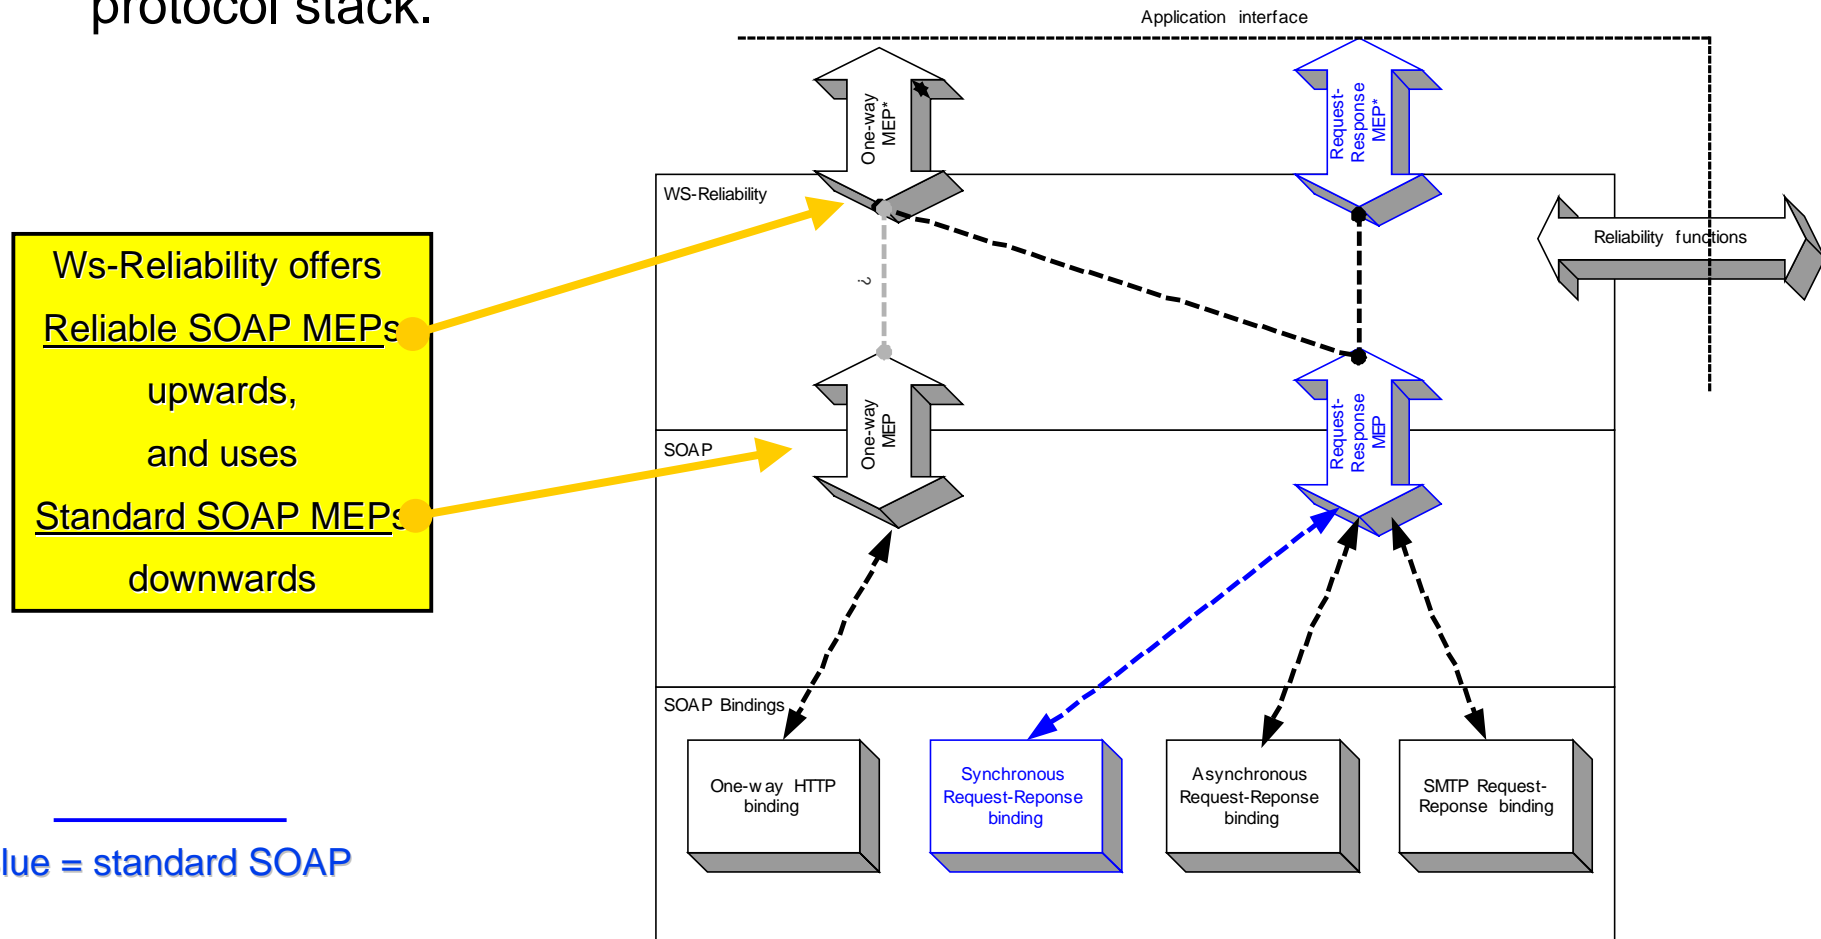 protocol stack.
Application interface
One-way
MEP*
Request-
Response
MEP*
WS-Reliability
Reliability functions
Ws-Reliability offers
Reliable SOAP MEPs
upwards,
and uses
Standard SOAP MEPs
downwards
?
One-way
MEP
Request-
Response
MEP
SOAP
SOAP Bindings
One-way HTTP
binding
Synchronous
Request-Reponse
binding
Asynchronous
Request-Reponse
binding
SMTP Request-
Reponse binding
lue = standard SOAP